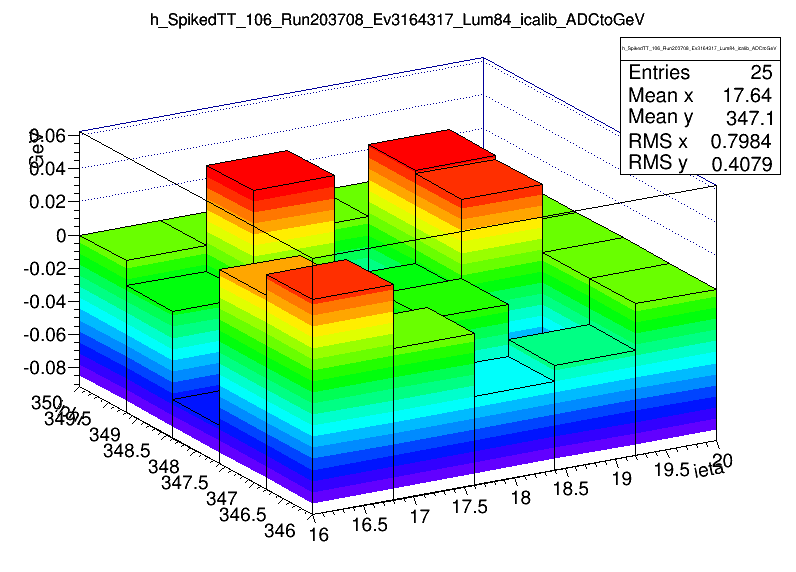 h_SpikedTT_106_Run203708_Ev3164317_Lum84_icalib_ADCtoGeV
h_SpikedTT_106_Run203708_Ev3164317_Lum84_icalib_ADCtoGeV
Entries 25
Mean x 17.64
Mean y 347.1
RMS x 0.7984
RMS y 0.4079
GeV
0.06
0.04
0.02
0
-0.02
-0.04
-0.06
-0.08
350
349.5
349
348.5
348
347.5
347
346.5
346
16
16.5
17
17.5
18
18.5
19
19.5
20
ieta